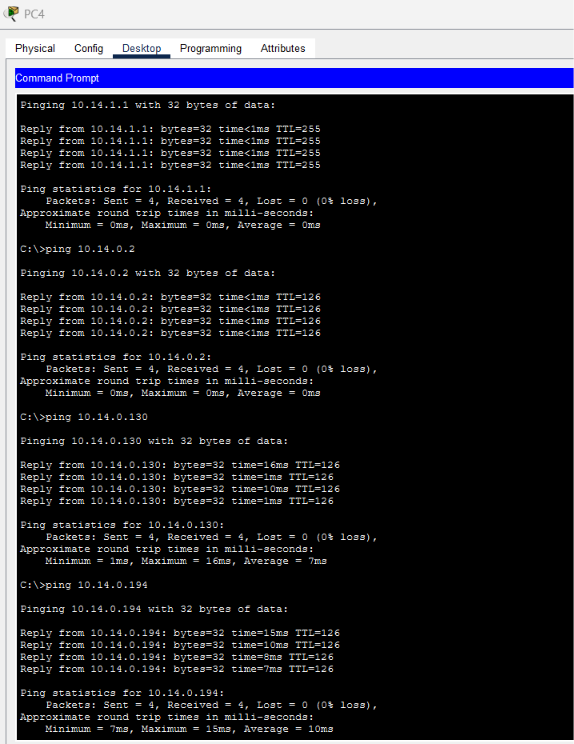 PC4
Physical Config Desktop Programming Attributes
Command Prompt
Pinging 10.14.1.1 with 32 bytes of data:
Reply from 10.14.1.1: bytes=32 time<1ms TTL=255
Reply from 10.14.1.1: bytes=32 time<1ms TTL=255
Reply from 10.14.1.1: bytes=32 time<1ms TTL=255
Reply from 10.14.1.1: bytes=32 time<1ms TTL=255
Ping statistics for 10.14.1.1:
Packets: Sent = 4, Received = 4, Lost = 0 (0% loss),
Approximate round trip times in milli-seconds:
Minimum = 0ms, Maximum = 0ms, Average = 0ms
C:\>ping 10.14.0.2
Pinging 10.14.0.2 with 32 bytes of data:
Reply from 10.14.0.2: bytes=32 time<1ms TTL=126
Reply from 10.14.0.2: bytes=32 time<1ms TTL=126
Reply from 10.14.0.2: bytes=32 time<1ms TTL=126
Reply from 10.14.0.2: bytes=32 time<1ms TTL=126
Ping statistics for 10.14.0.2:
Packets: Sent = 4, Received = 4, Lost = 0 (0% loss),
Approximate round trip times in milli-seconds:
Minimum = 0ms, Maximum = 0ms, Average = 0ms
C:\>ping 10.14.0.130
Pinging 10.14.0.130 with 32 bytes of data:
Reply from 10.14.0.130: bytes=32 time=16ms TTL=126
Reply from 10.14.0.130: bytes=32 time=1ms TTL=126
Reply from 10.14.0.130: bytes=32 time=10ms TTL=126
Reply from 10.14.0.130: bytes=32 time=1ms TTL=126
Ping statistics for 10.14.0.130:
Packets: Sent = 4, Received = 4, Lost = 0 (0% loss),
Approximate round trip times in milli-seconds:
Minimum = 1ms, Maximum = 16ms, Average = 7ms
C:\>ping 10.14.0.194
Pinging 10.14.0.194 with 32 bytes of data:
Reply from 10.14.0.194: bytes=32 time=15ms TTL=126
Reply from 10.14.0.194: bytes=32 time=10ms TTL=126
Reply from 10.14.0.194: bytes=32 time=8ms TTL=126
Reply from 10.14.0.194: bytes=32 time=7ms TTL=126
Ping statistics for 10.14.0.194:
Packets: Sent = 4, Received = 4, Lost = 0 (0% loss),
Approximate round trip times in milli-seconds:
Minimum = 7ms, Maximum = 15ms, Average = 10ms